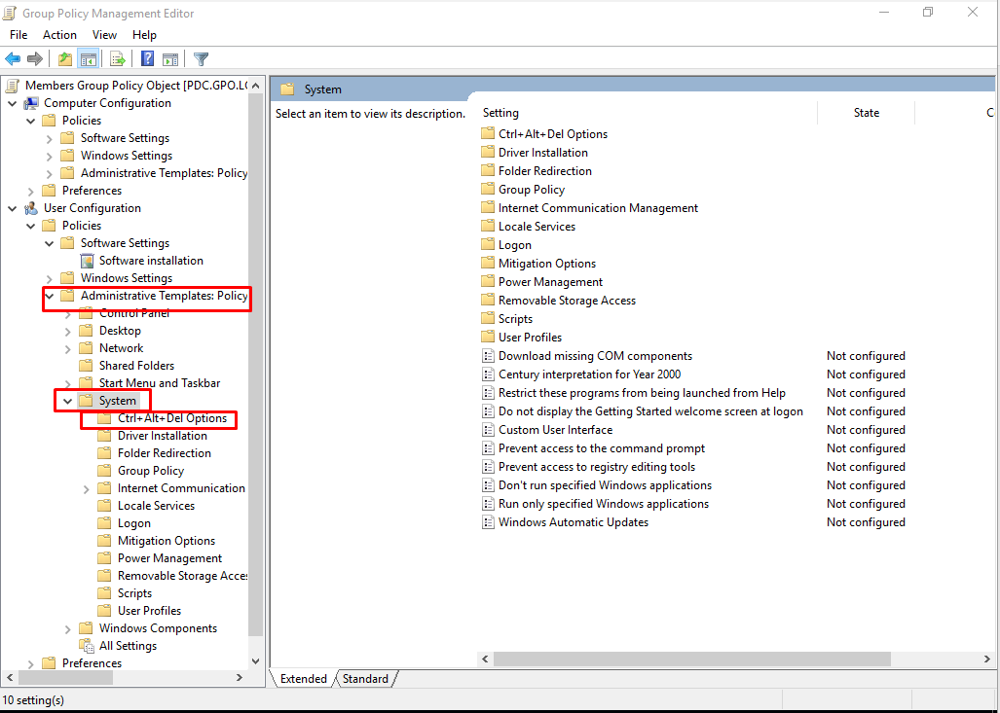 Group Policy Management Editor
File Action View Help
Members Group Policy Object [PDC.GPO.LO
Computer Configuration
Policies
Software Settings
Windows Settings
Administrative Templates: Policy
Preferences
User Configuration
Policies
Software Settings
Software installation
Windows Settings
Administrative Templates: Policy
Control Panel
Desktop
Network
Shared Folders
Start Menu and Taskbar
System
Ctrl+Alt+Del Options
Driver Installation
Folder Redirection
Group Policy
Internet Communication
Locale Services
Logon
Mitigation Options
Power Management
Removable Storage Acces
Scripts
User Profiles
Windows Components
All Settings
Preferences
System
Select an item to view its description.
Setting State C
Ctrl+Alt+Del Options
Driver Installation
Folder Redirection
Group Policy
Internet Communication Management
Locale Services
Logon
Mitigation Options
Power Management
Removable Storage Access
Scripts
User Profiles
Download missing COM components Not configured
Century interpretation for Year 2000 Not configured
Restrict these programs from being launched from Help Not configured
Do not display the Getting Started welcome screen at logon Not configured
Custom User Interface Not configured
Prevent access to the command prompt Not configured
Prevent access to registry editing tools Not configured
Don't run specified Windows applications Not configured
Run only specified Windows applications Not configured
Windows Automatic Updates Not configured
Extended Standard
10 setting(s)